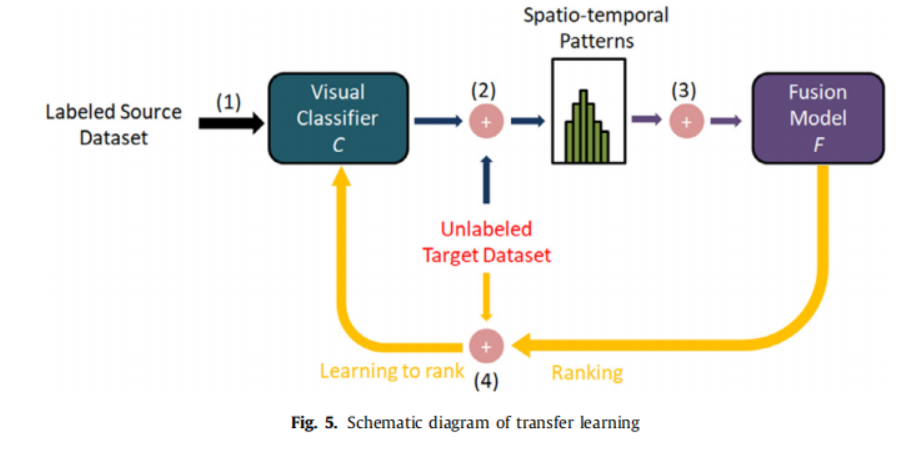 Spatio-temporal
Patterns
Labeled Source
Dataset
(1)
Visual
Classifier
C
(2)
+
(3)
+
Fusion
Model
F
Unlabeled
Target Dataset
+
Learning to rank
(4)
Ranking
Fig. 5. Schematic diagram of transfer learning